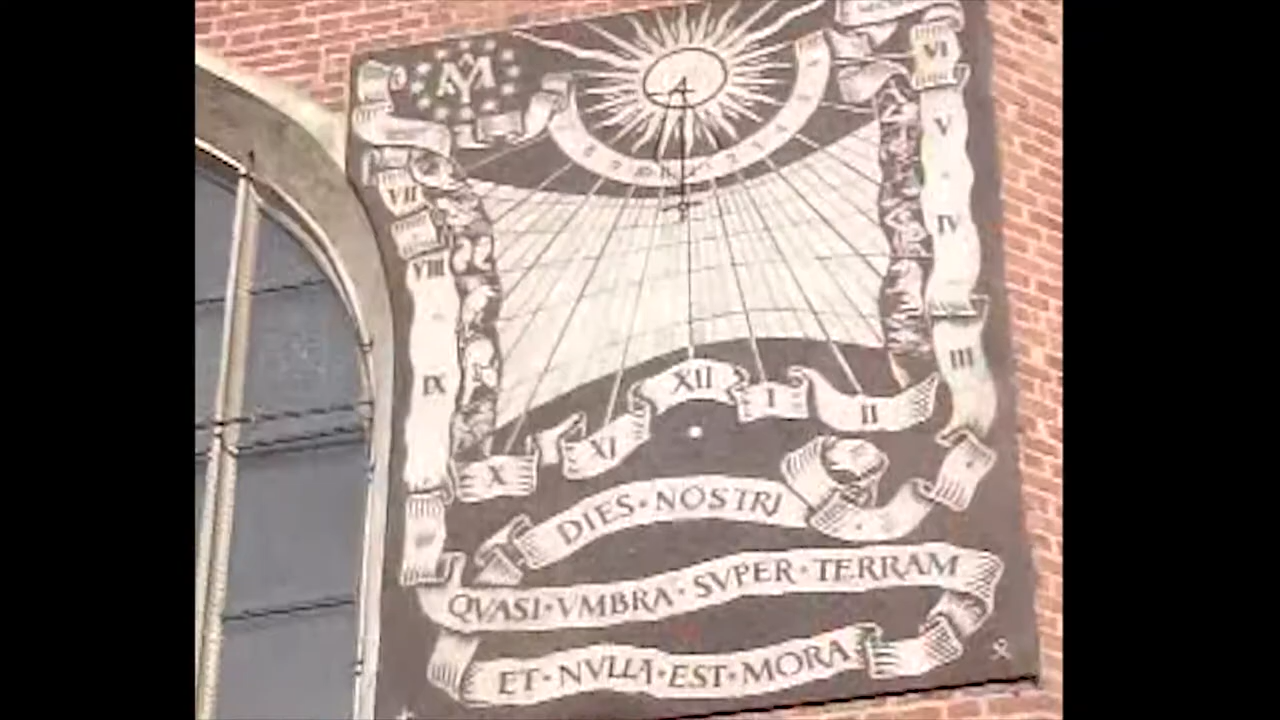 VI
V
VII
IV
VIII
III
IX
XII
I
II
XI
X
DIES·NOSTRI
QVASI·VMBRA·SVPER·TERRAM
ET·NVLLA·EST·MORA